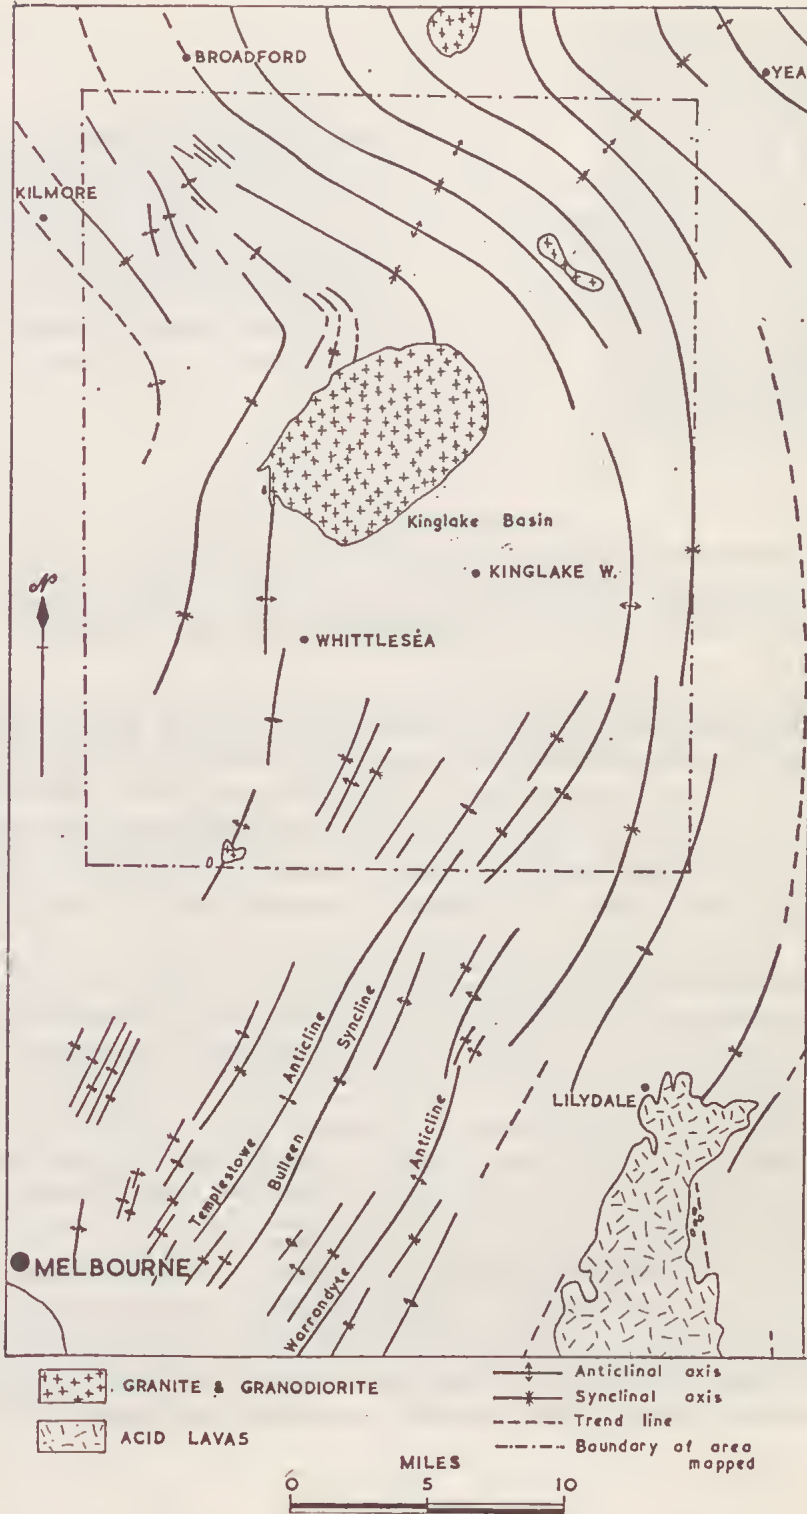 BROADFORD
YEA
KILMORE
Kinglake Basin
KINGLAKE W.
WHITTLESEA
Templestowe Anticline
Bulleen Syncline
Warrandyte Anticline
LILYDALE
MELBOURNE
GRANITE & GRANODIORITE
ACID LAVAS
Anticlinal axis
Synclinal axis
Trend line
Boundary of area
mapped
MILES
0 5 10